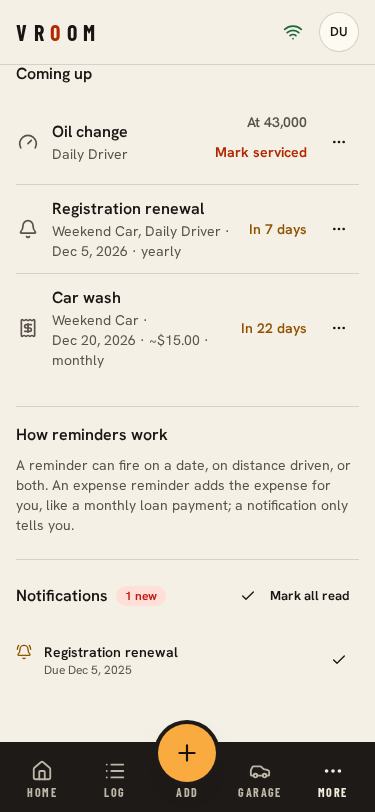 VROOM
DU
Coming up
Oil change
Daily Driver
At 43,000
Mark serviced
Registration renewal
Weekend Car, Daily Driver ·
Dec 5, 2026 · yearly
In 7 days
Car wash
Weekend Car ·
Dec 20, 2026 · ~$15.00 ·
monthly
In 22 days
How reminders work
A reminder can fire on a date, on distance driven, or
both. An expense reminder adds the expense for
you, like a monthly loan payment; a notification only
tells you.
Notifications
1 new
Mark all read
Registration renewal
Due Dec 5, 2025
HOME
LOG
ADD
GARAGE
MORE